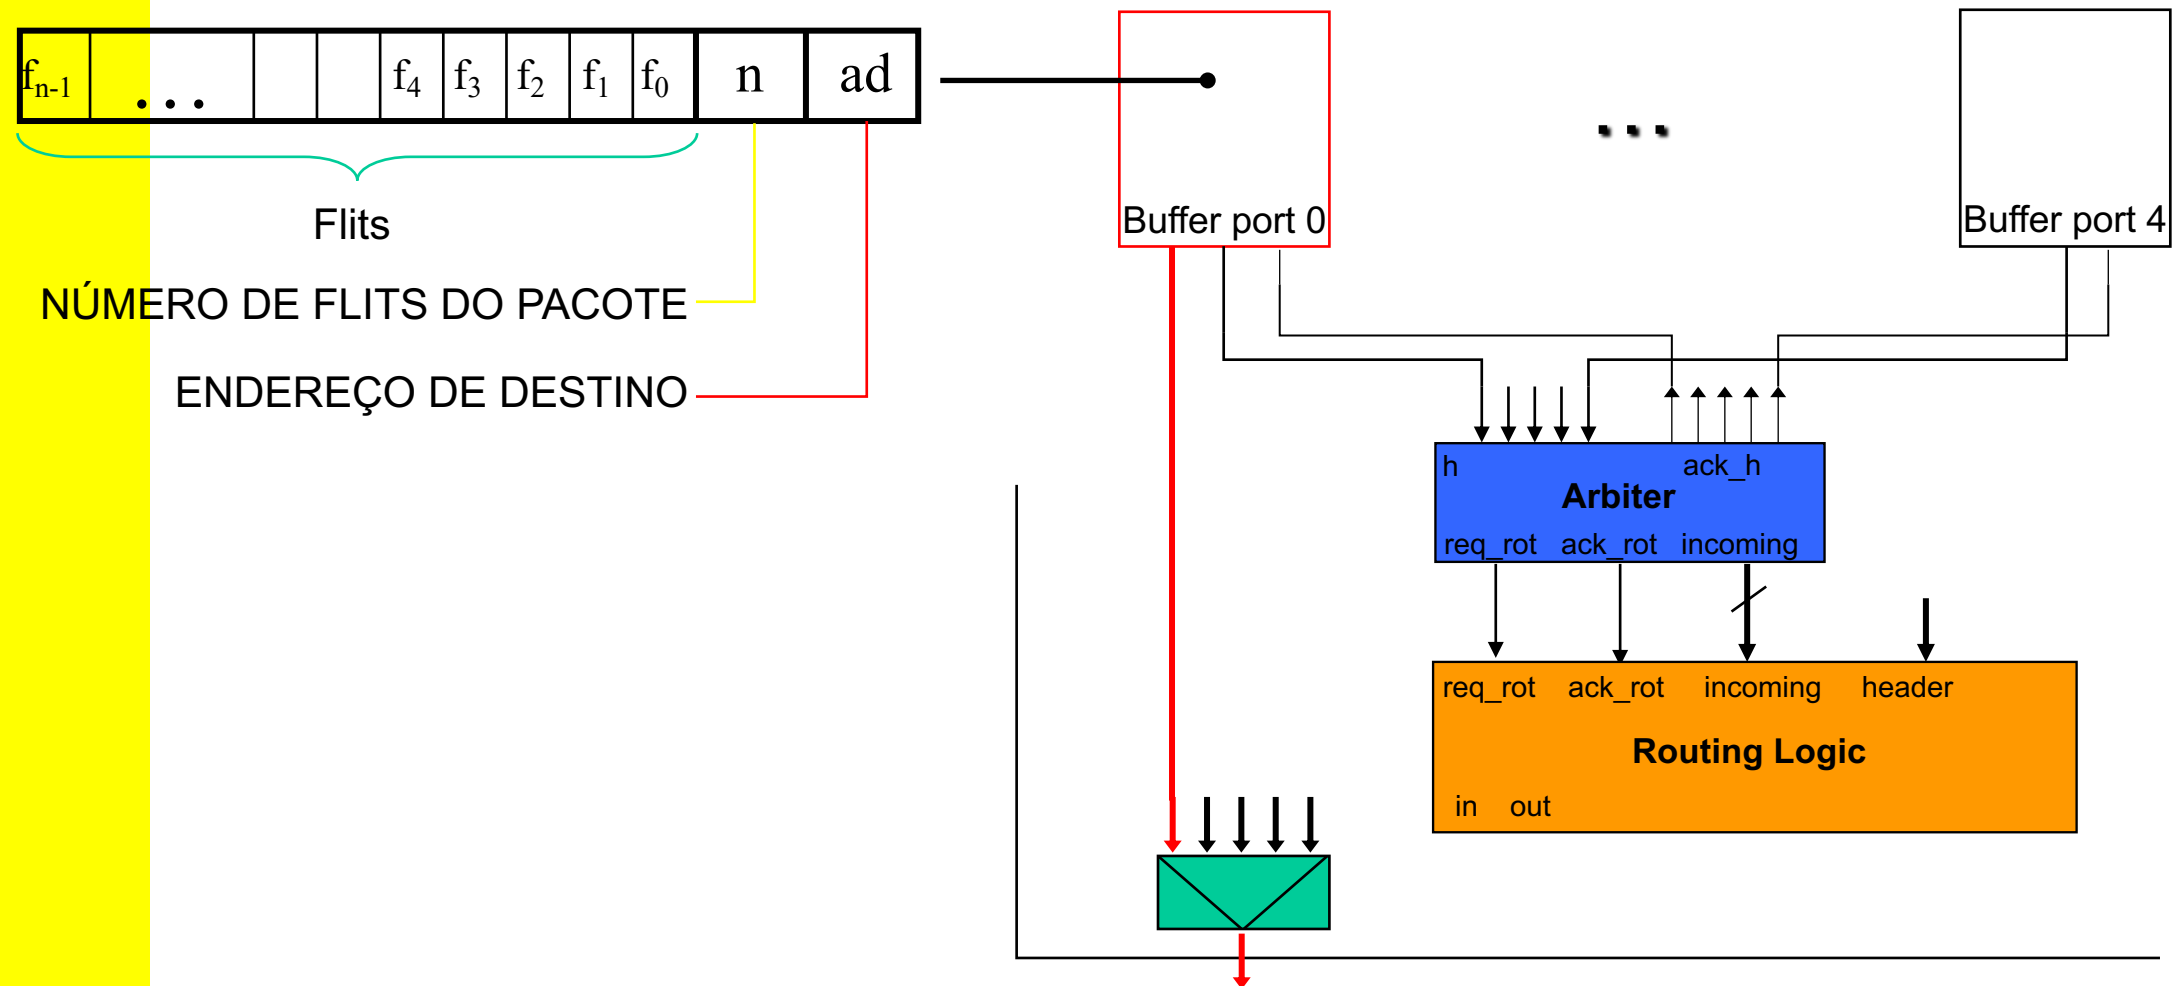 fn-1 ... f4 f3 f2 f1 f0 n ad
Flits
NÚMERO DE FLITS DO PACOTE
ENDEREÇO DE DESTINO
Buffer port 0
...
Buffer port 4
h ack_h
Arbiter
req_rot ack_rot incoming
req_rot ack_rot incoming header
Routing Logic
in out